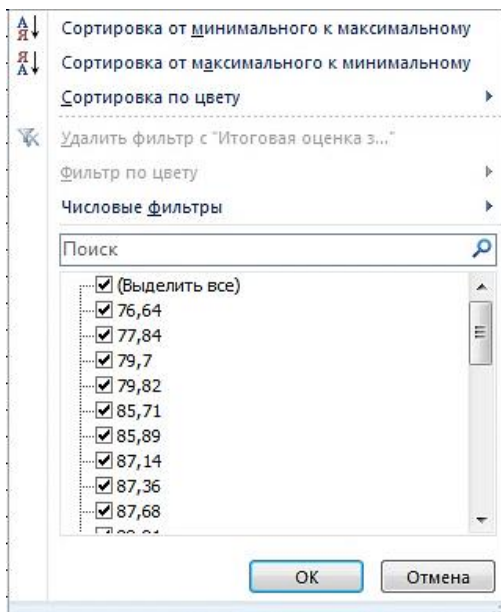 Сортировка от минимального к максимальному
Сортировка от максимального к минимальному
Сортировка по цвету
Удалить фильтр с "Итоговая оценка з..."
Фильтр по цвету
Числовые фильтры
Поиск
(Выделить все)
76,64
77,84
79,7
79,82
85,71
85,89
87,14
87,36
87,68
ОК
Отмена